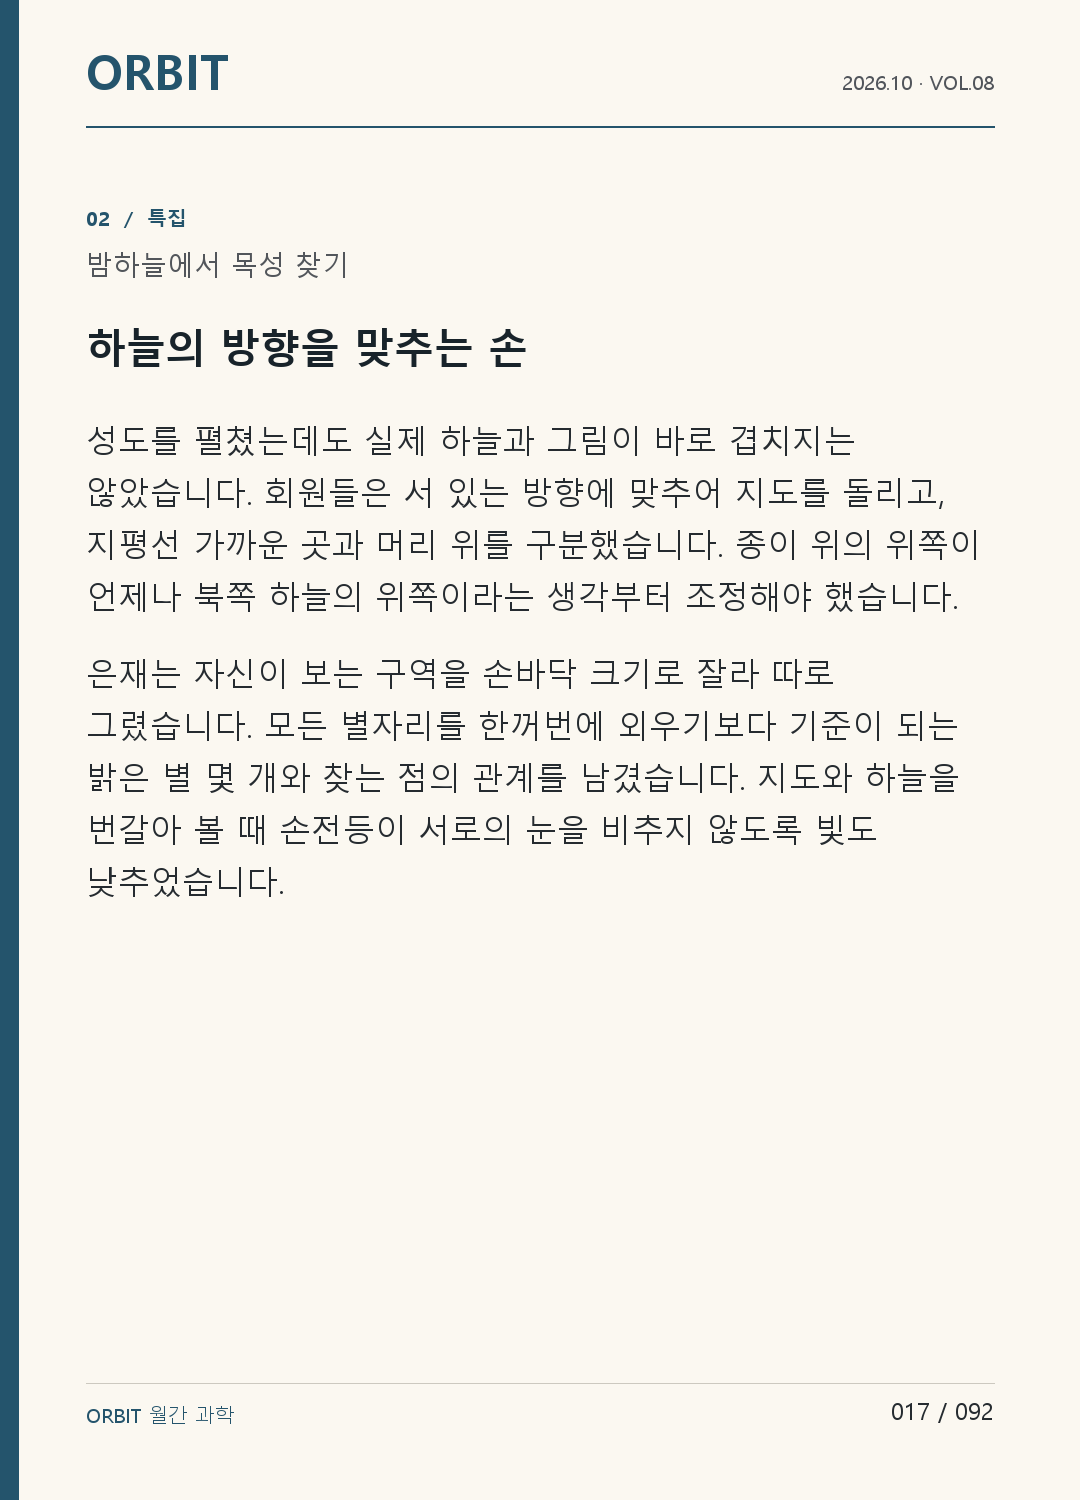 ORBIT
2026.10 · VOL.08
02 / 특집
밤하늘에서 목성 찾기
하늘의 방향을 맞추는 손
성도를 펼쳤는데도 실제 하늘과 그림이 바로 겹치지는
않았습니다. 회원들은 서 있는 방향에 맞추어 지도를 돌리고,
지평선 가까운 곳과 머리 위를 구분했습니다. 종이 위의 위쪽이
언제나 북쪽 하늘의 위쪽이라는 생각부터 조정해야 했습니다.
은재는 자신이 보는 구역을 손바닥 크기로 잘라 따로
그렸습니다. 모든 별자리를 한꺼번에 외우기보다 기준이 되는
밝은 별 몇 개와 찾는 점의 관계를 남겼습니다. 지도와 하늘을
번갈아 볼 때 손전등이 서로의 눈을 비추지 않도록 빛도
낮추었습니다.
ORBIT 월간 과학
017 / 092